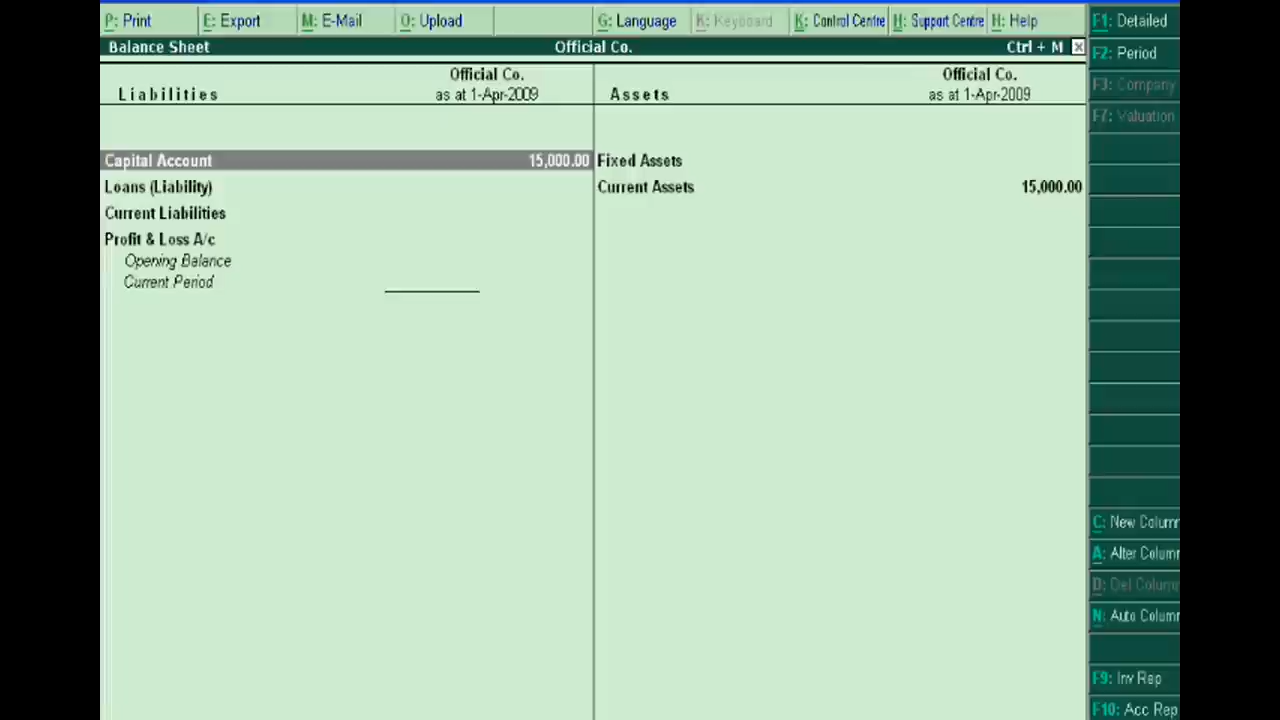 P: Print E: Export M: E-Mail O: Upload G: Language K: Keyboard K: Control Centre H: Support Centre H: Help
Balance Sheet Official Co. Ctrl + M
Liabilities Official Co. as at 1-Apr-2009 Assets Official Co. as at 1-Apr-2009
Capital Account 15,000.00 Fixed Assets
Loans (Liability) Current Assets 15,000.00
Current Liabilities
Profit & Loss A/c
Opening Balance
Current Period
F1: Detailed
F2: Period
F3: Company
F7: Valuation
C: New Column
A: Alter Column
D: Del Column
N: Auto Column
F9: Inv Rep
F10: Acc Rep